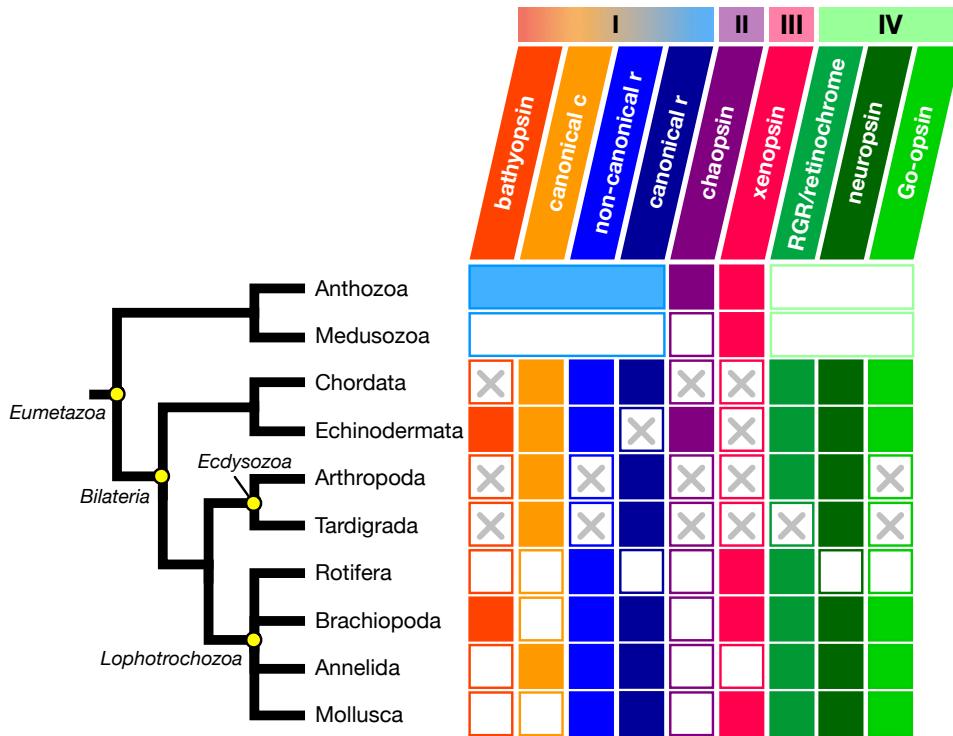 I II III IV
bathyopsin
canonical c
non-canonical r
canonical r
chaopsin
xenopsin
RGR/retinochrome
neuropsin
Go-opsin
Anthozoa
Medusozoa
Chordata
Eumetazoa
Echinodermata
Ecdysozoa
Arthropoda
Bilateria
Tardigrada
Rotifera
Brachiopoda
Lophotrochozoa
Annelida
Mollusca